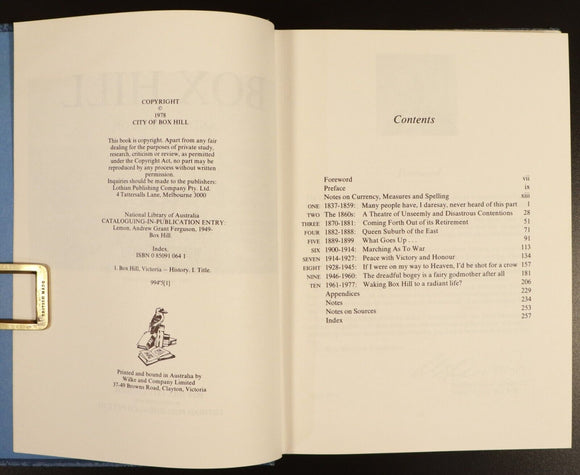 COPYRIGHT
©
1978
CITY OF BOX HILL
This book is copyright. Apart from any fair
dealing for the purposes of private study,
research, criticism or review, as permitted
under the Copyright Act, no part may be
reproduced by any process without written
permission.
Inquiries should be made to the publishers:
Lothian Publishing Company Pty. Ltd.
4 Tattersalls Lane, Melbourne 3000
National Library of Australia
CATALOGUING-IN-PUBLICATION ENTRY:
Lemon, Andrew Grant Ferguson, 1949-
Box Hill.
Index.
ISBN 0 85091 064 1
1. Box Hill, Victoria — History. I. Title.
994?[1]
Printed and bound in Australia by
Wilke and Company Limited
37-49 Browns Road, Clayton, Victoria
Contents
Foreword vii
Preface ix
Notes on Currency, Measures and Spelling xiii
ONE 1837-1859: Many people have, I daresay, never heard of this part 1
TWO The 1860s: A Theatre of Unseemly and Disastrous Contentions 28
THREE 1870-1881: Coming Forth Out of its Retirement 51
FOUR 1882-1888: Queen Suburb of the East 71
FIVE 1889-1899: What Goes Up . . . 91
SIX 1900-1914: Marching As To War 113
SEVEN 1914-1927: Peace with Victory and Honour 134
EIGHT 1928-1945: If I were on my way to Heaven, I'd be shot for a crow 157
NINE 1946-1960: The dreadful bogey is a fairy godmother after all 181
TEN 1961-1977: Waking Box Hill to a radiant life? 206
Appendices 229
Notes 234
Notes on Sources 253
Index 257